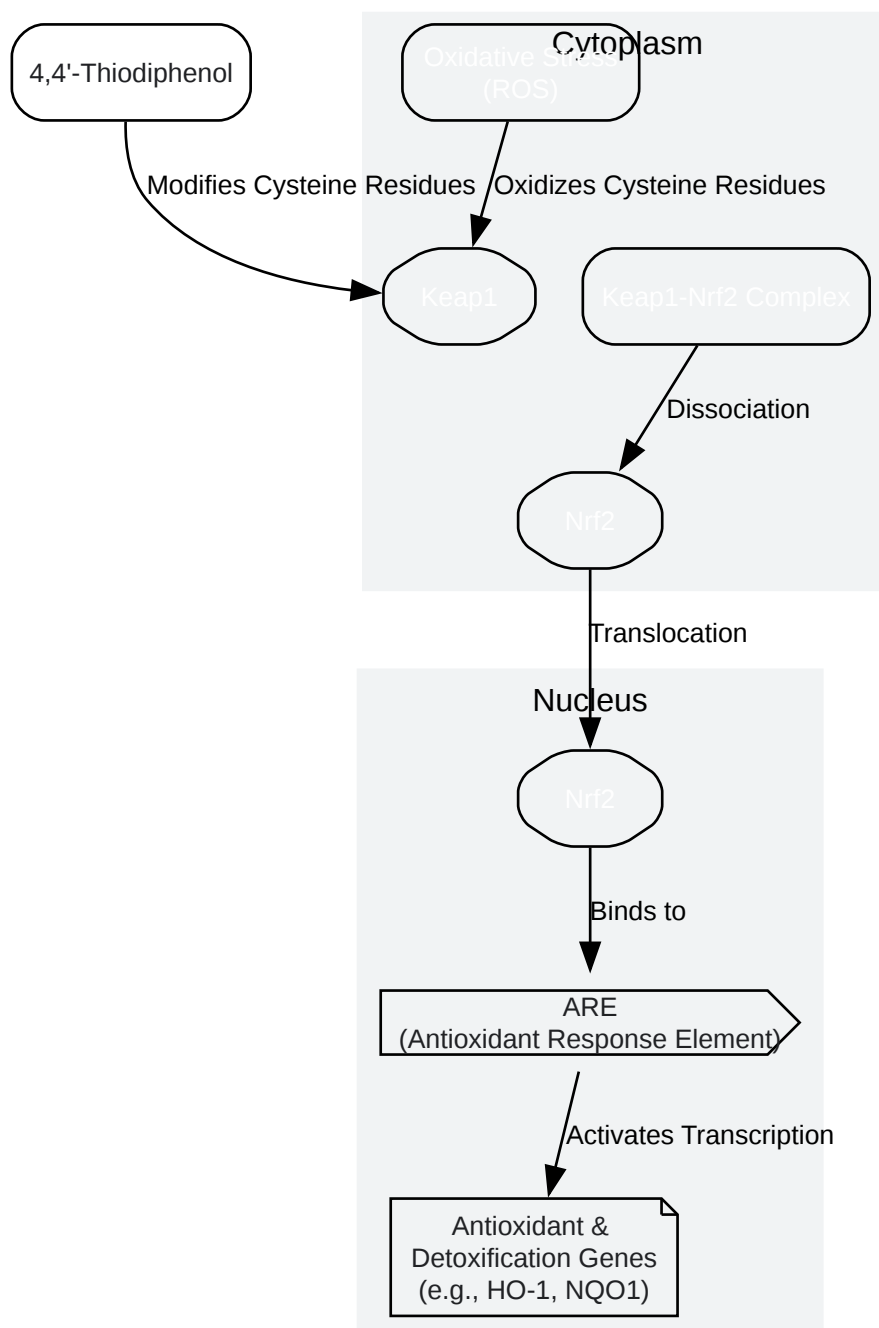 Cytoplasm
4,4'-Thiodiphenol
Oxidative Stress
(ROS)
Modifies Cysteine Residues
Oxidizes Cysteine Residues
Keap1
Keap1-Nrf2 Complex
Dissociation
Nrf2
Translocation
Nucleus
Nrf2
Binds to
ARE
(Antioxidant Response Element)
Activates Transcription
Antioxidant &
Detoxification Genes
(e.g., HO-1, NQO1)